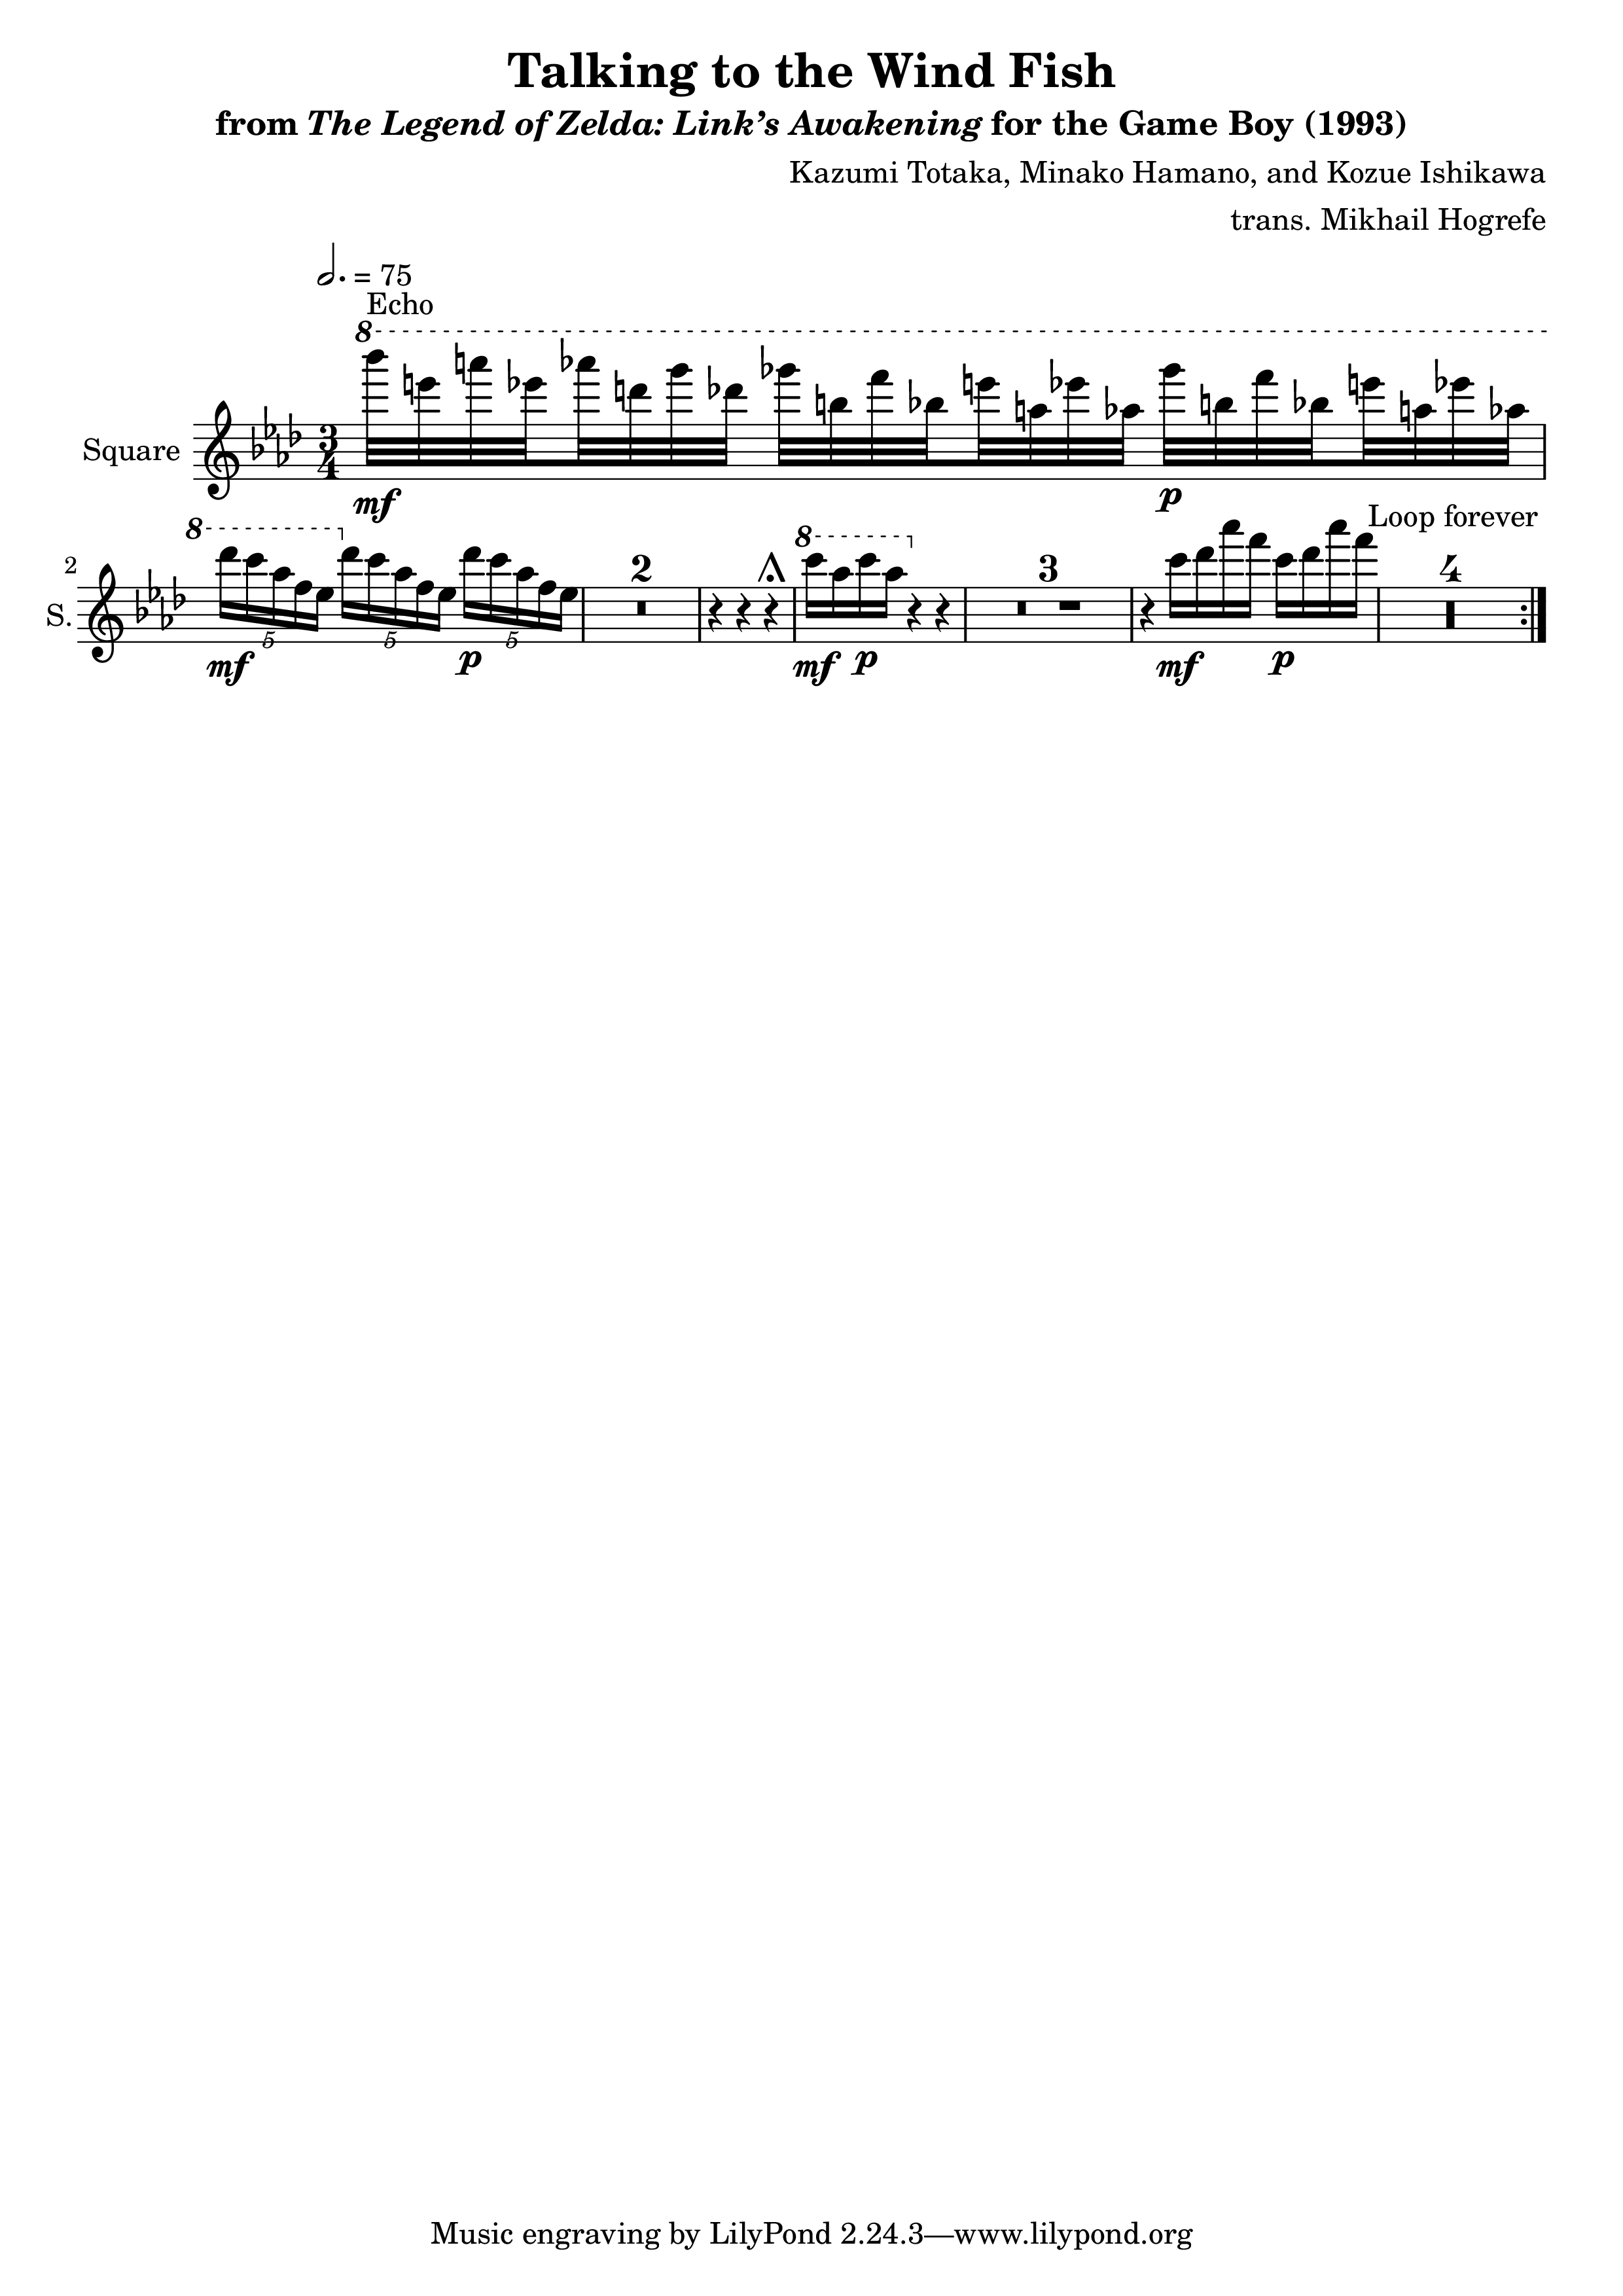 Talking to the Wind Fish
from The Legend of Zelda: Link’s Awakening for the Game Boy (1993)
Kazumi Totaka, Minako Hamano, and Kozue Ishikawa
trans. Mikhail Hogrefe
= 75
Echo
8
Square
3
4
mf
p
8
8
Loop forever
2
2
3
4
S.
5
5
5
mf
p
mf
p
mf
p
Music engraving by LilyPond 2.24.3—www.lilypond.org